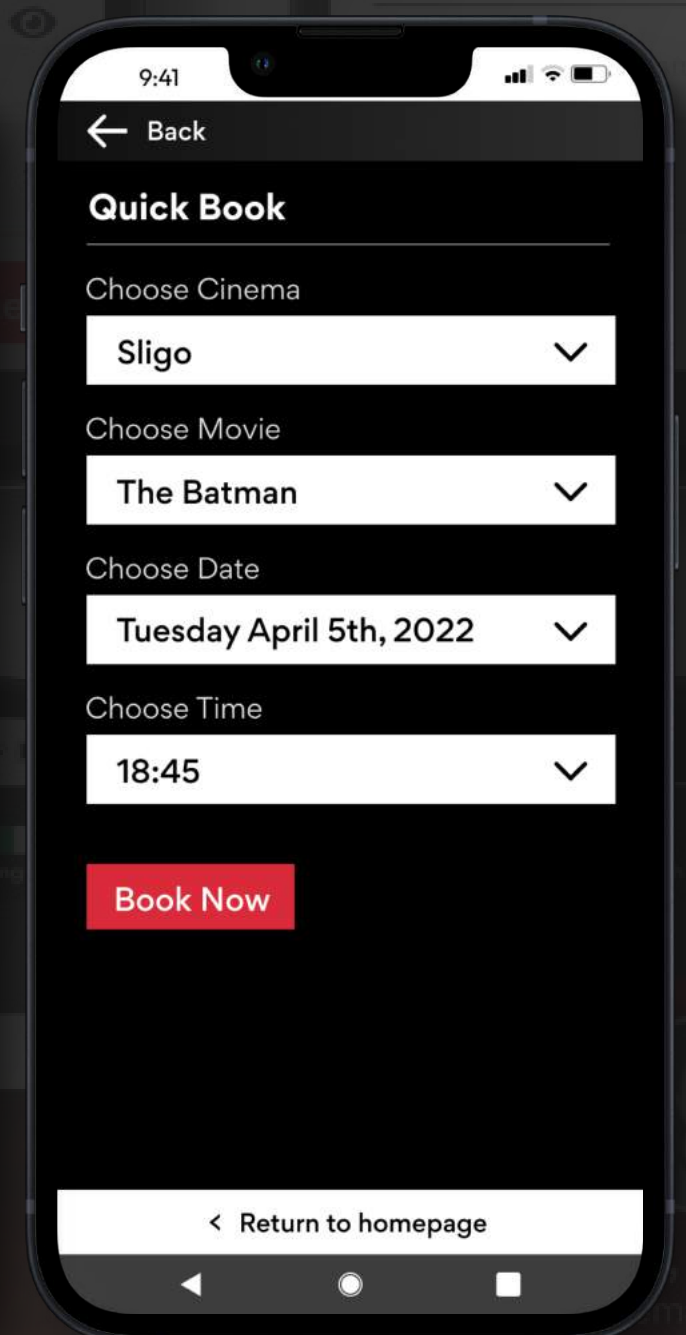 9:41
Back
Quick Book
Choose Cinema
Sligo
Choose Movie
The Batman
Choose Date
Tuesday April 5th, 2022
Choose Time
18:45
Book Now
< Return to homepage